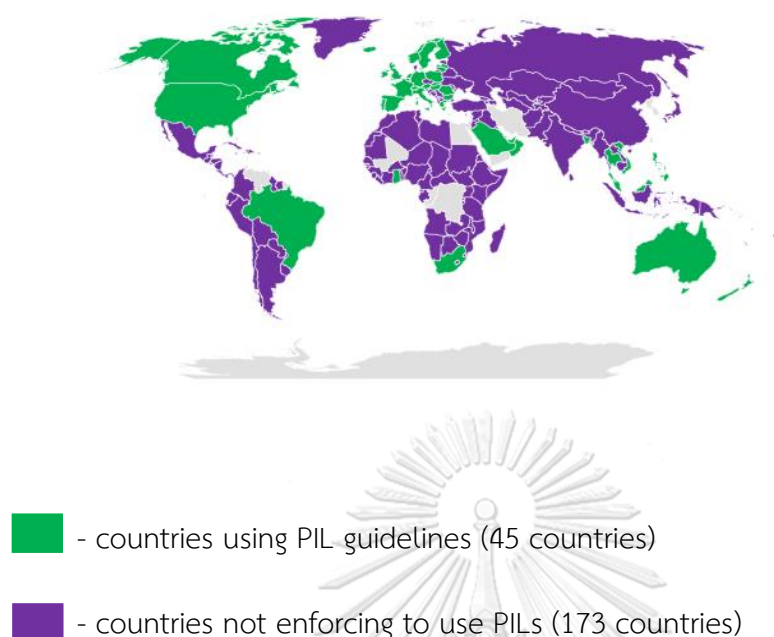 - countries using PIL guidelines (45 countries)
- countries not enforcing to use PILs (173 countries)